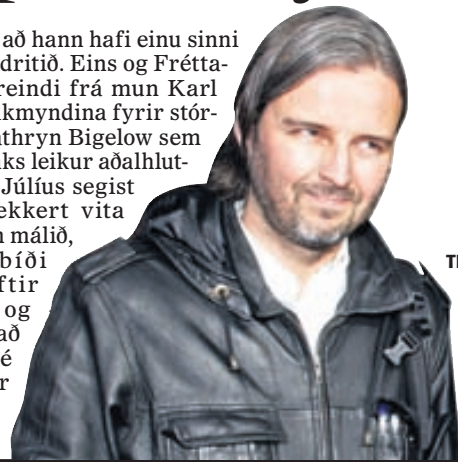 að hann hafi einu sinni
dritið. Eins og Frétta-
reindi frá mun Karl
kmyndina fyrir stór-
thryn Bigelow sem
ks leikur aðalhlut-
Júlíus segist
ekkert vita
málið,
bíði
ftir
og
að
é
r